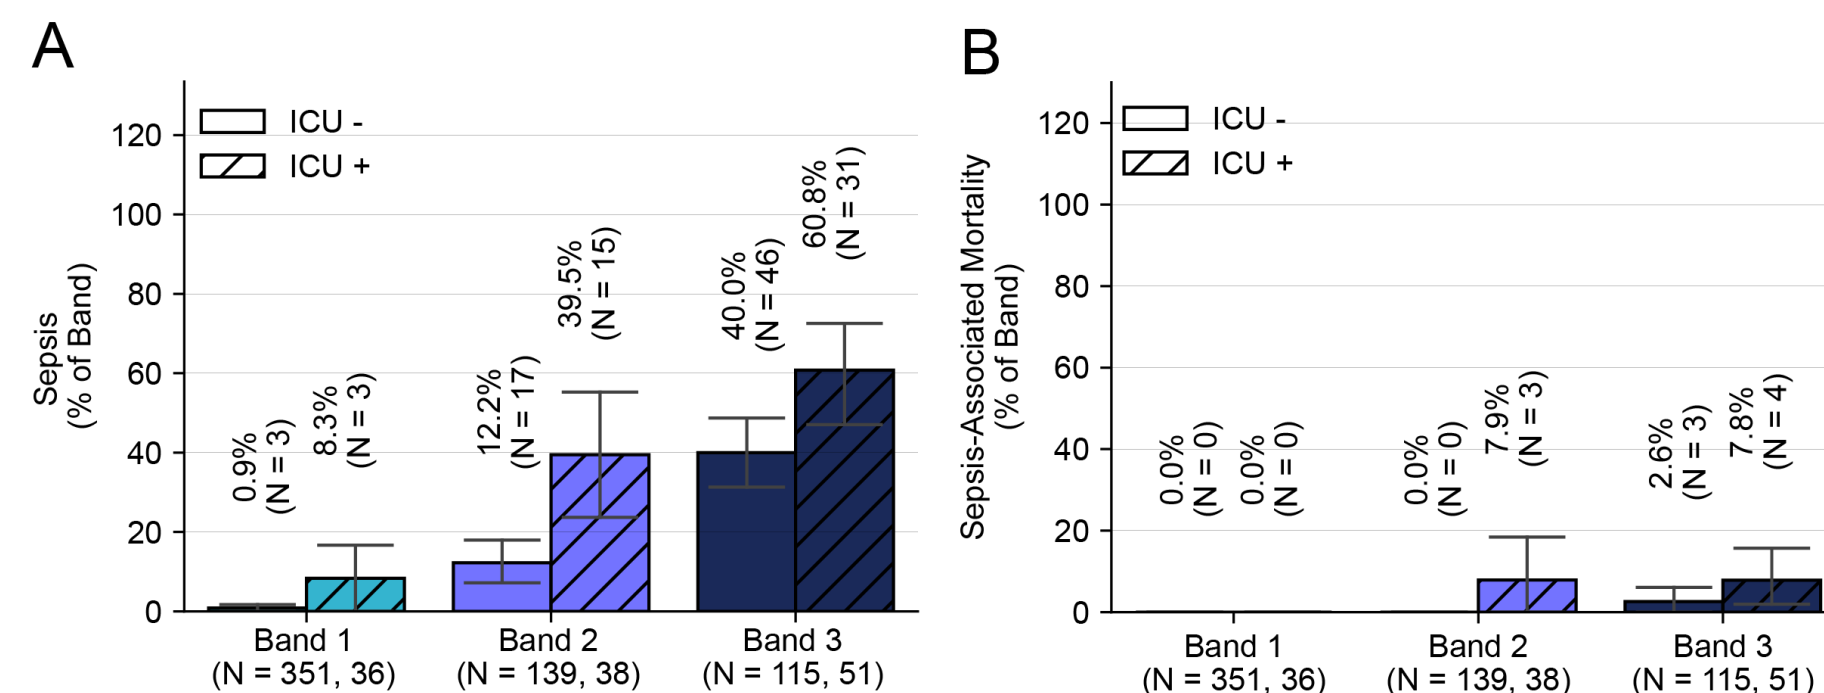 A
Sepsis
(% of Band)
120
100
80
60
40
20
0
ICU -
ICU +
0.9%
(N = 3)
8.3%
(N = 3)
12.2%
(N = 17)
39.5%
(N = 15)
40.0%
(N = 46)
60.8%
(N = 31)
Band 1
(N = 351, 36)
Band 2
(N = 139, 38)
Band 3
(N = 115, 51)
B
Sepsis-Associated Mortality
(% of Band)
120
100
80
60
40
20
0
ICU -
ICU +
0.0%
(N = 0)
0.0%
(N = 0)
0.0%
(N = 0)
7.9%
(N = 3)
2.6%
(N = 3)
7.8%
(N = 4)
Band 1
(N = 351, 36)
Band 2
(N = 139, 38)
Band 3
(N = 115, 51)